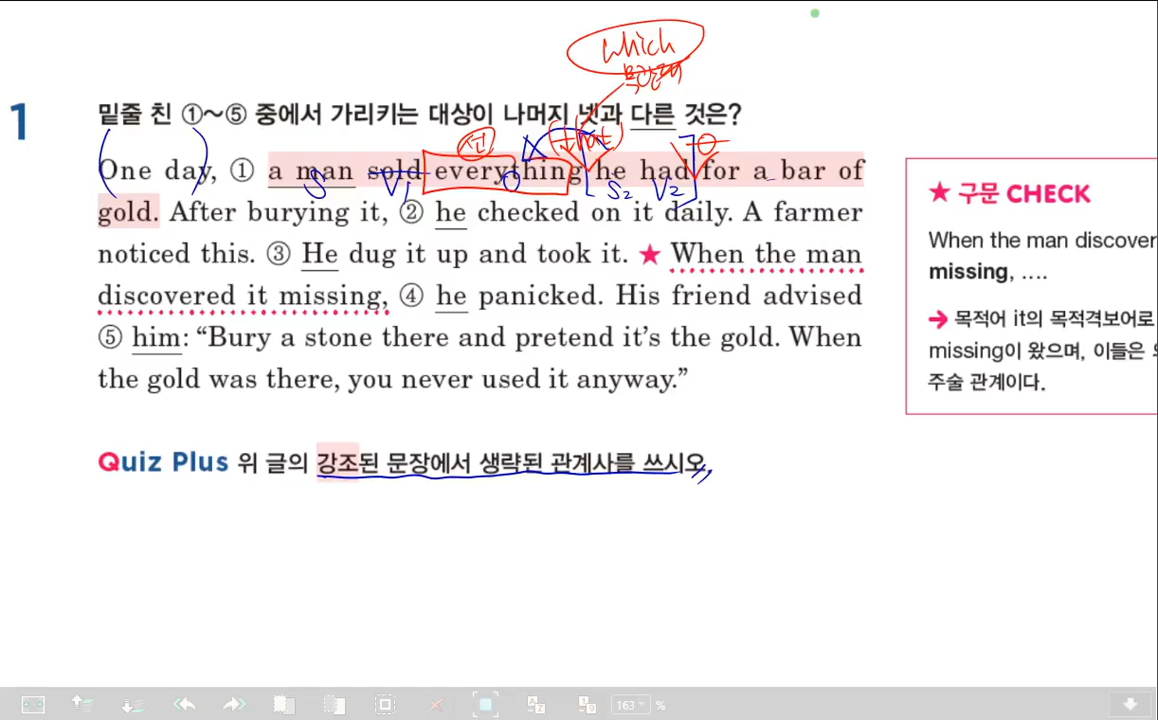 which
목관대
1 밑줄 친 ①~⑤ 중에서 가리키는 대상이 나머지 넷과 다른 것은?
선 (that)
One day, ① a man sold everything he had for a bar of
S V1 O S2 V2
gold. After burying it, ② he checked on it daily. A farmer
noticed this. ③ He dug it up and took it. ★ When the man
discovered it missing, ④ he panicked. His friend advised
⑤ him: “Bury a stone there and pretend it’s the gold. When
the gold was there, you never used it anyway.”
Quiz Plus 위 글의 강조된 문장에서 생략된 관계사를 쓰시오.
★ 구문 CHECK
When the man discover
missing, ….
→ 목적어 it의 목적격보어로
missing이 왔으며, 이들은
주술 관계이다.
163 %